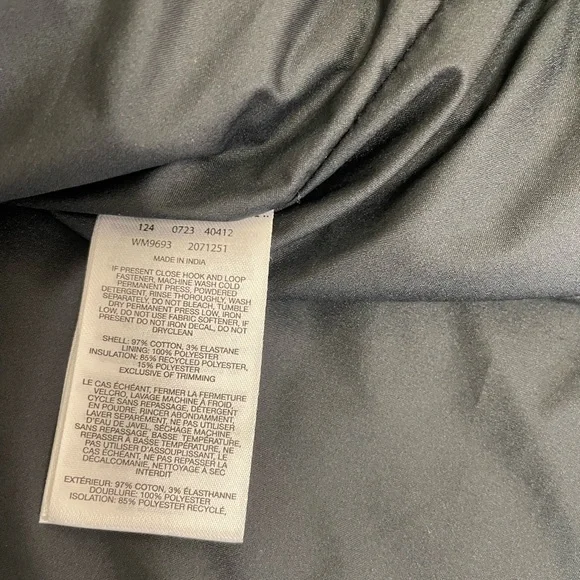 124 0723 40412
WM9693 2071251
MADE IN INDIA
IF PRESENT CLOSE HOOK AND LOOP
FASTENER, MACHINE WASH COLD
PERMANENT PRESS, POWDERED
DETERGENT, RINSE THOROUGHLY, WASH
SEPARATELY, DO NOT BLEACH, TUMBLE
DRY PERMANENT PRESS LOW, IRON
LOW, DO NOT USE FABRIC SOFTENER, IF
PRESENT DO NOT IRON DECAL, DO NOT
DRYCLEAN
SHELL: 97% COTTON, 3% ELASTANE
LINING: 100% POLYESTER
INSULATION: 85% RECYCLED POLYESTER,
15% POLYESTER
EXCLUSIVE OF TRIMMING
LE CAS ÉCHÉANT, FERMER LA FERMETURE
VELCRO, LAVAGE MACHINE À FROID,
CYCLE SANS REPASSAGE, DÉTERGENT
EN POUDRE, RINCER ABONDAMMENT,
LAVER SÉPARÉMENT, NE PAS UTILISER
D'EAU DE JAVEL, SÉCHAGE MACHINE,
SANS REPASSAGE, BASSE TEMPÉRATURE,
REPASSER À BASSE TEMPÉRATURE, NE
PAS UTILISER D'ASSOUPLISSANT, LE
CAS ÉCHÉANT, NE PAS REPASSER LA
DÉCALCOMANIE, NETTOYAGE À SEC
INTERDIT
EXTÉRIEUR: 97% COTON, 3% ÉLASTHANNE
DOUBLURE: 100% POLYESTER
ISOLATION: 85% POLYESTER RECYCLÉ,